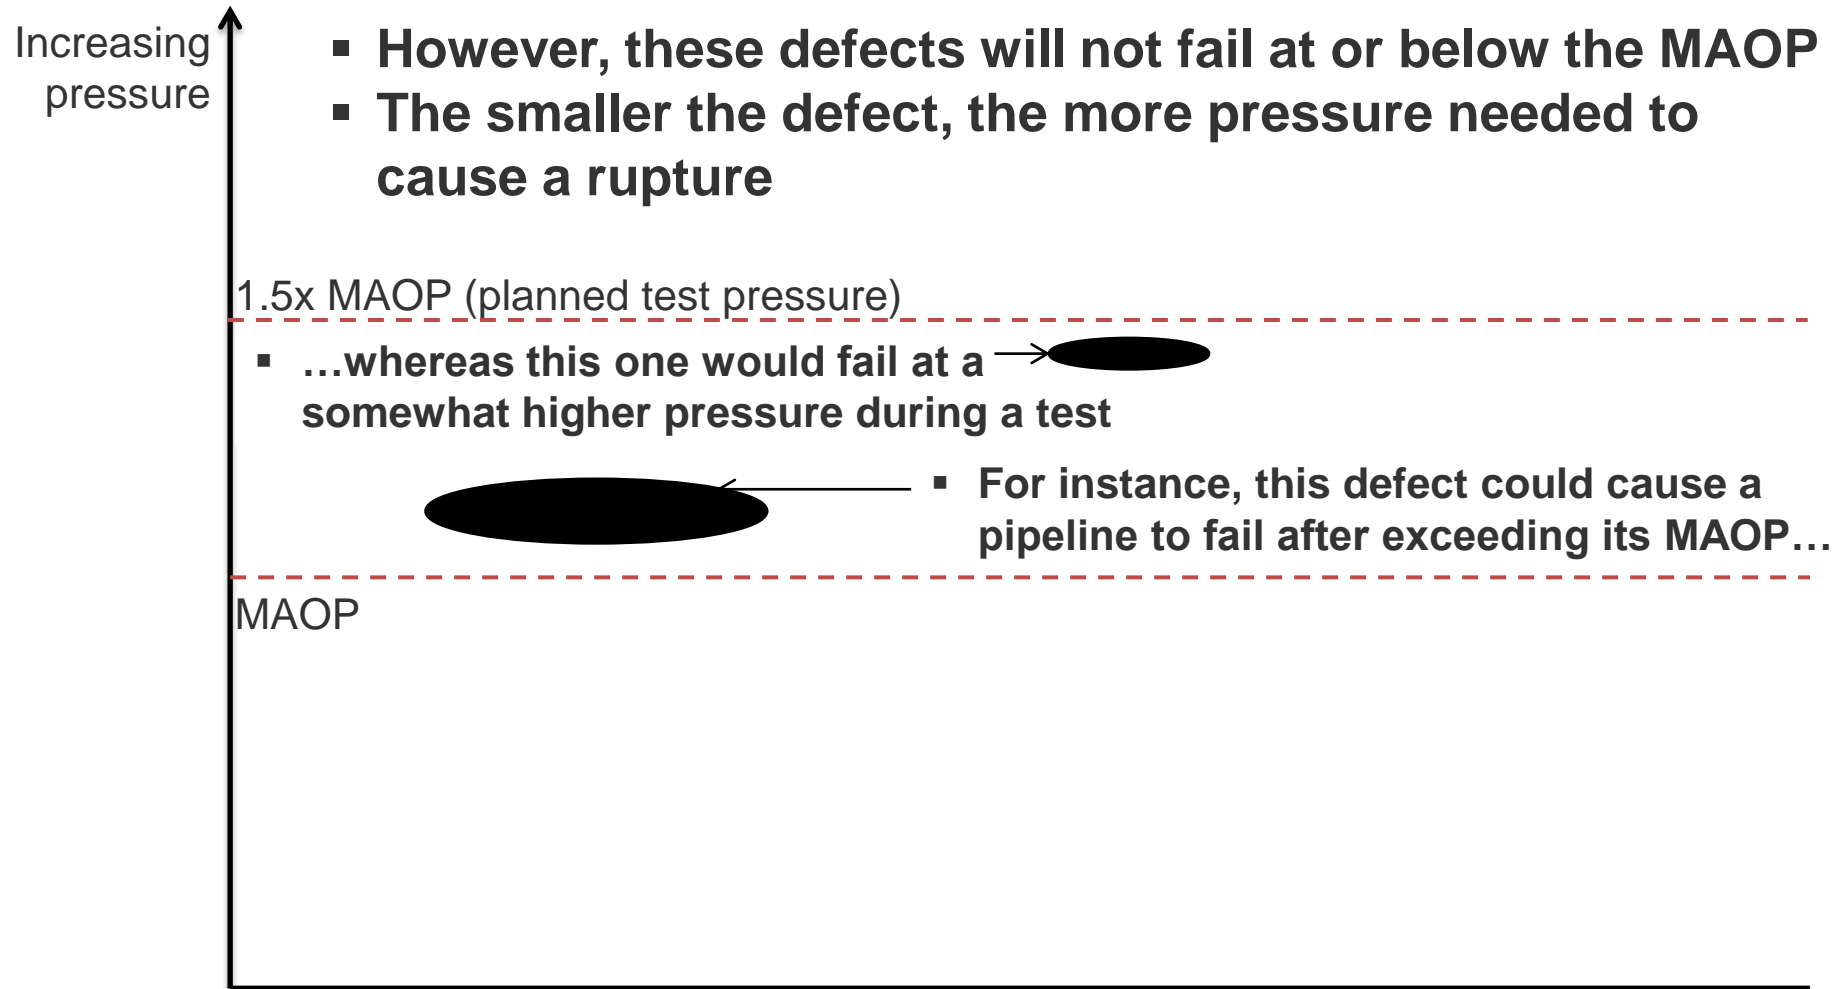 Increasing
pressure
▪ However, these defects will not fail at or below the MAOP
▪ The smaller the defect, the more pressure needed to
cause a rupture
1.5x MAOP (planned test pressure)
▪ …whereas this one would fail at a
somewhat higher pressure during a test
▪ For instance, this defect could cause a
pipeline to fail after exceeding its MAOP…
MAOP